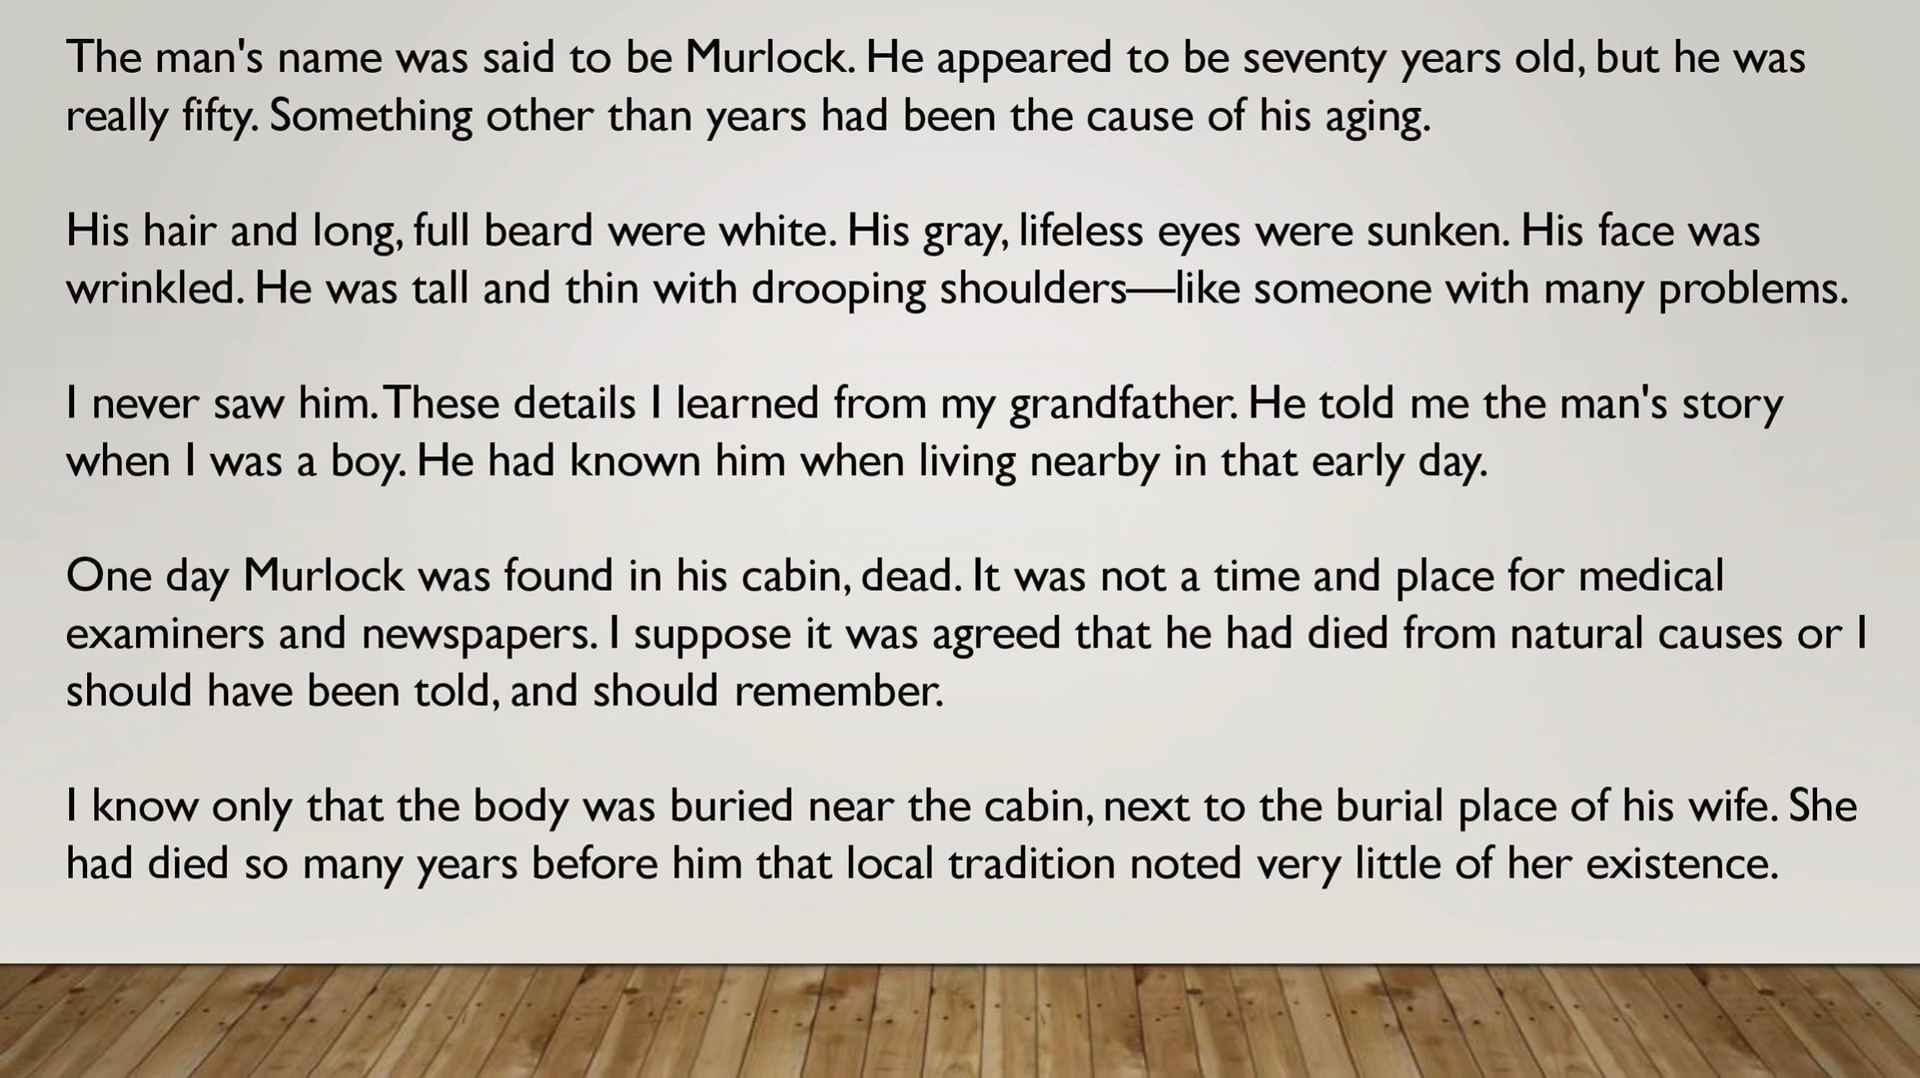 The man's name was said to be Murlock. He appeared to be seventy years old, but he was
really fifty. Something other than years had been the cause of his aging.
His hair and long, full beard were white. His gray, lifeless eyes were sunken. His face was
wrinkled. He was tall and thin with drooping shoulders—like someone with many problems.
I never saw him. These details I learned from my grandfather. He told me the man's story
when I was a boy. He had known him when living nearby in that early day.
One day Murlock was found in his cabin, dead. It was not a time and place for medical
examiners and newspapers. I suppose it was agreed that he had died from natural causes or I
should have been told, and should remember.
I know only that the body was buried near the cabin, next to the burial place of his wife. She
had died so many years before him that local tradition noted very little of her existence.